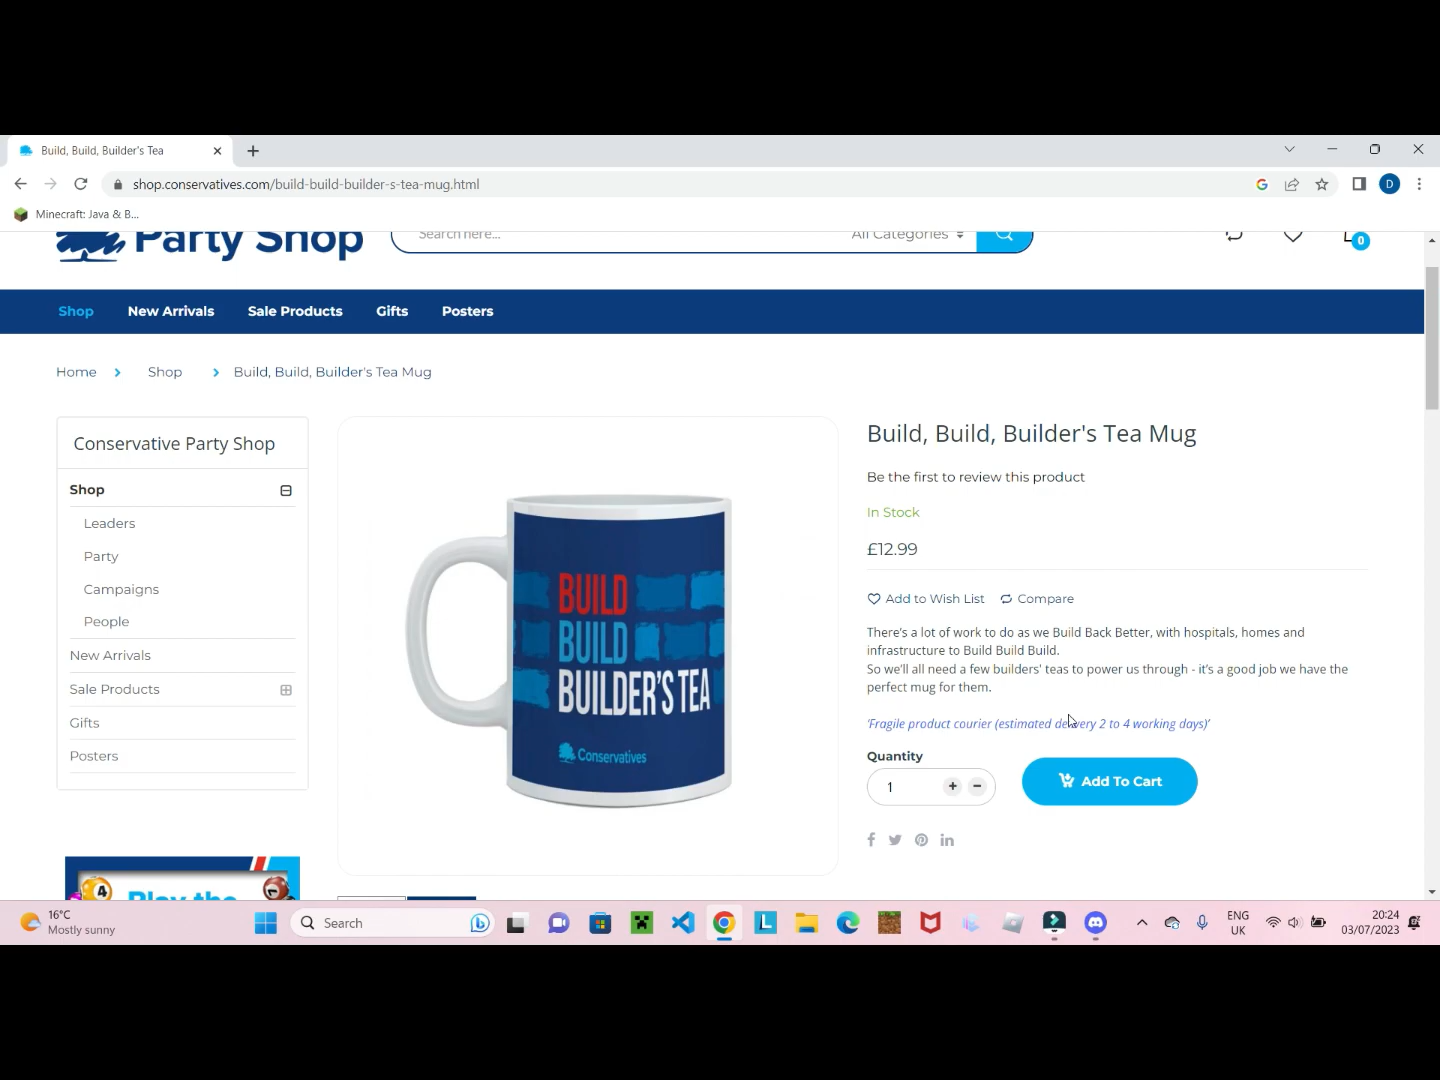 Build, Build, Builder's Tea
shop.conservatives.com/build-build-builder-s-tea-mug.html
D
Minecraft: Java & B...
Party Shop
Search here...
All Categories
0
Shop
New Arrivals
Sale Products
Gifts
Posters
Home
Shop
Build, Build, Builder's Tea Mug
Conservative Party Shop
Shop
Leaders
Party
Campaigns
People
New Arrivals
Sale Products
Gifts
Posters
BUILD
BUILD
BUILDER'S TEA
Conservatives
Build, Build, Builder's Tea Mug
Be the first to review this product
In Stock
£12.99
Add to Wish List
Compare
There's a lot of work to do as we Build Back Better, with hospitals, homes and
infrastructure to Build Build Build.
So we'll all need a few builders' teas to power us through - it's a good job we have the
perfect mug for them.
'Fragile product courier (estimated delivery 2 to 4 working days)'
Quantity
1
Add To Cart
4
Play the
16°C
Mostly sunny
Search
L
ENG
UK
20:24
03/07/2023